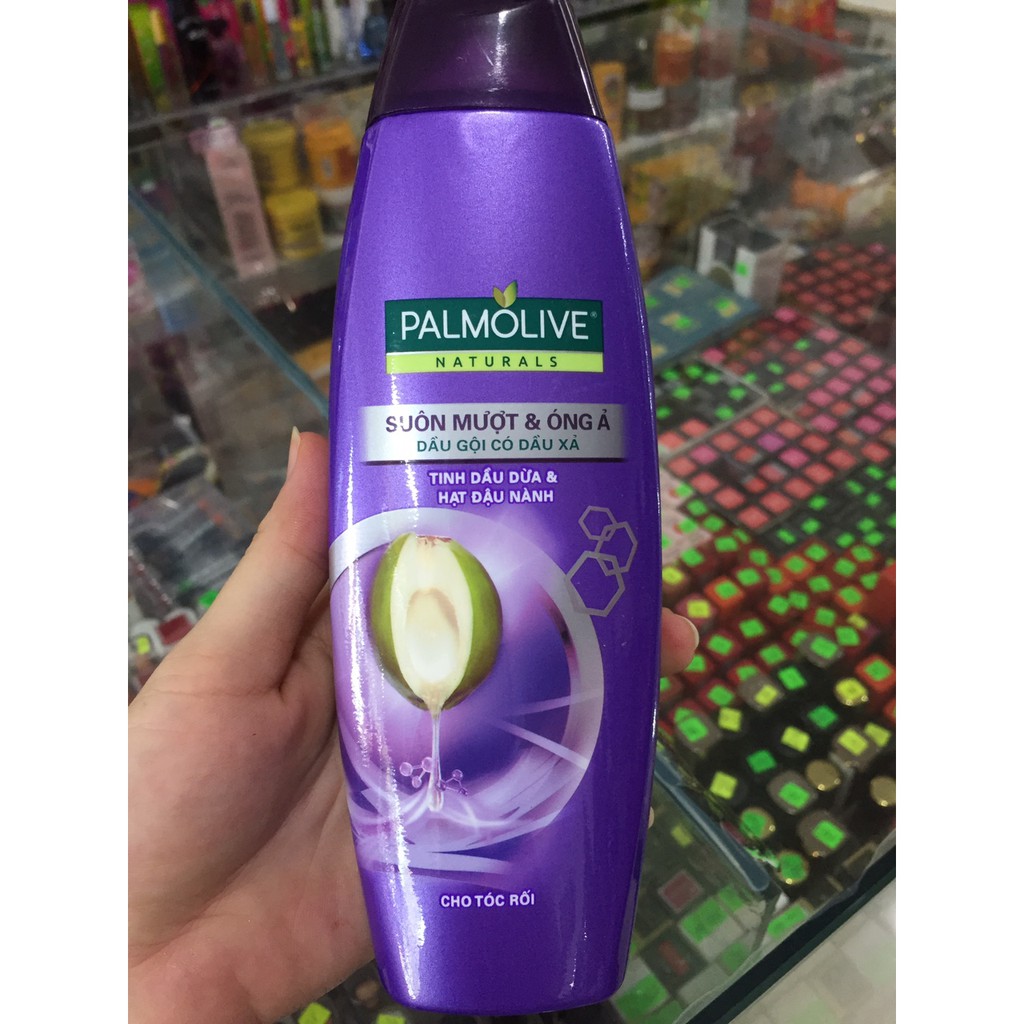 PALMOLIVE®
NATURALS
SUÔN MƯỢT & ÓNG Ả
DẦU GỘI CÓ DẦU XẢ
TINH DẦU DỪA &
HẠT ĐẬU NÀNH
CHO TÓC RỐI